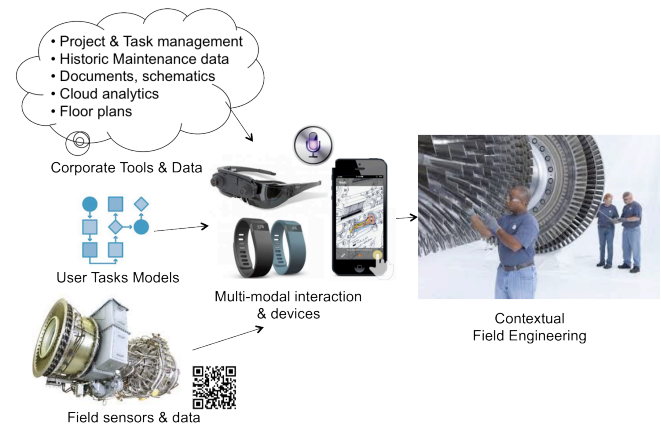 • Project & Task management
• Historic Maintenance data
• Documents, schematics
• Cloud analytics
• Floor plans
Corporate Tools & Data
User Tasks Models
Multi-modal interaction
& devices
Field sensors & data
Contextual
Field Engineering